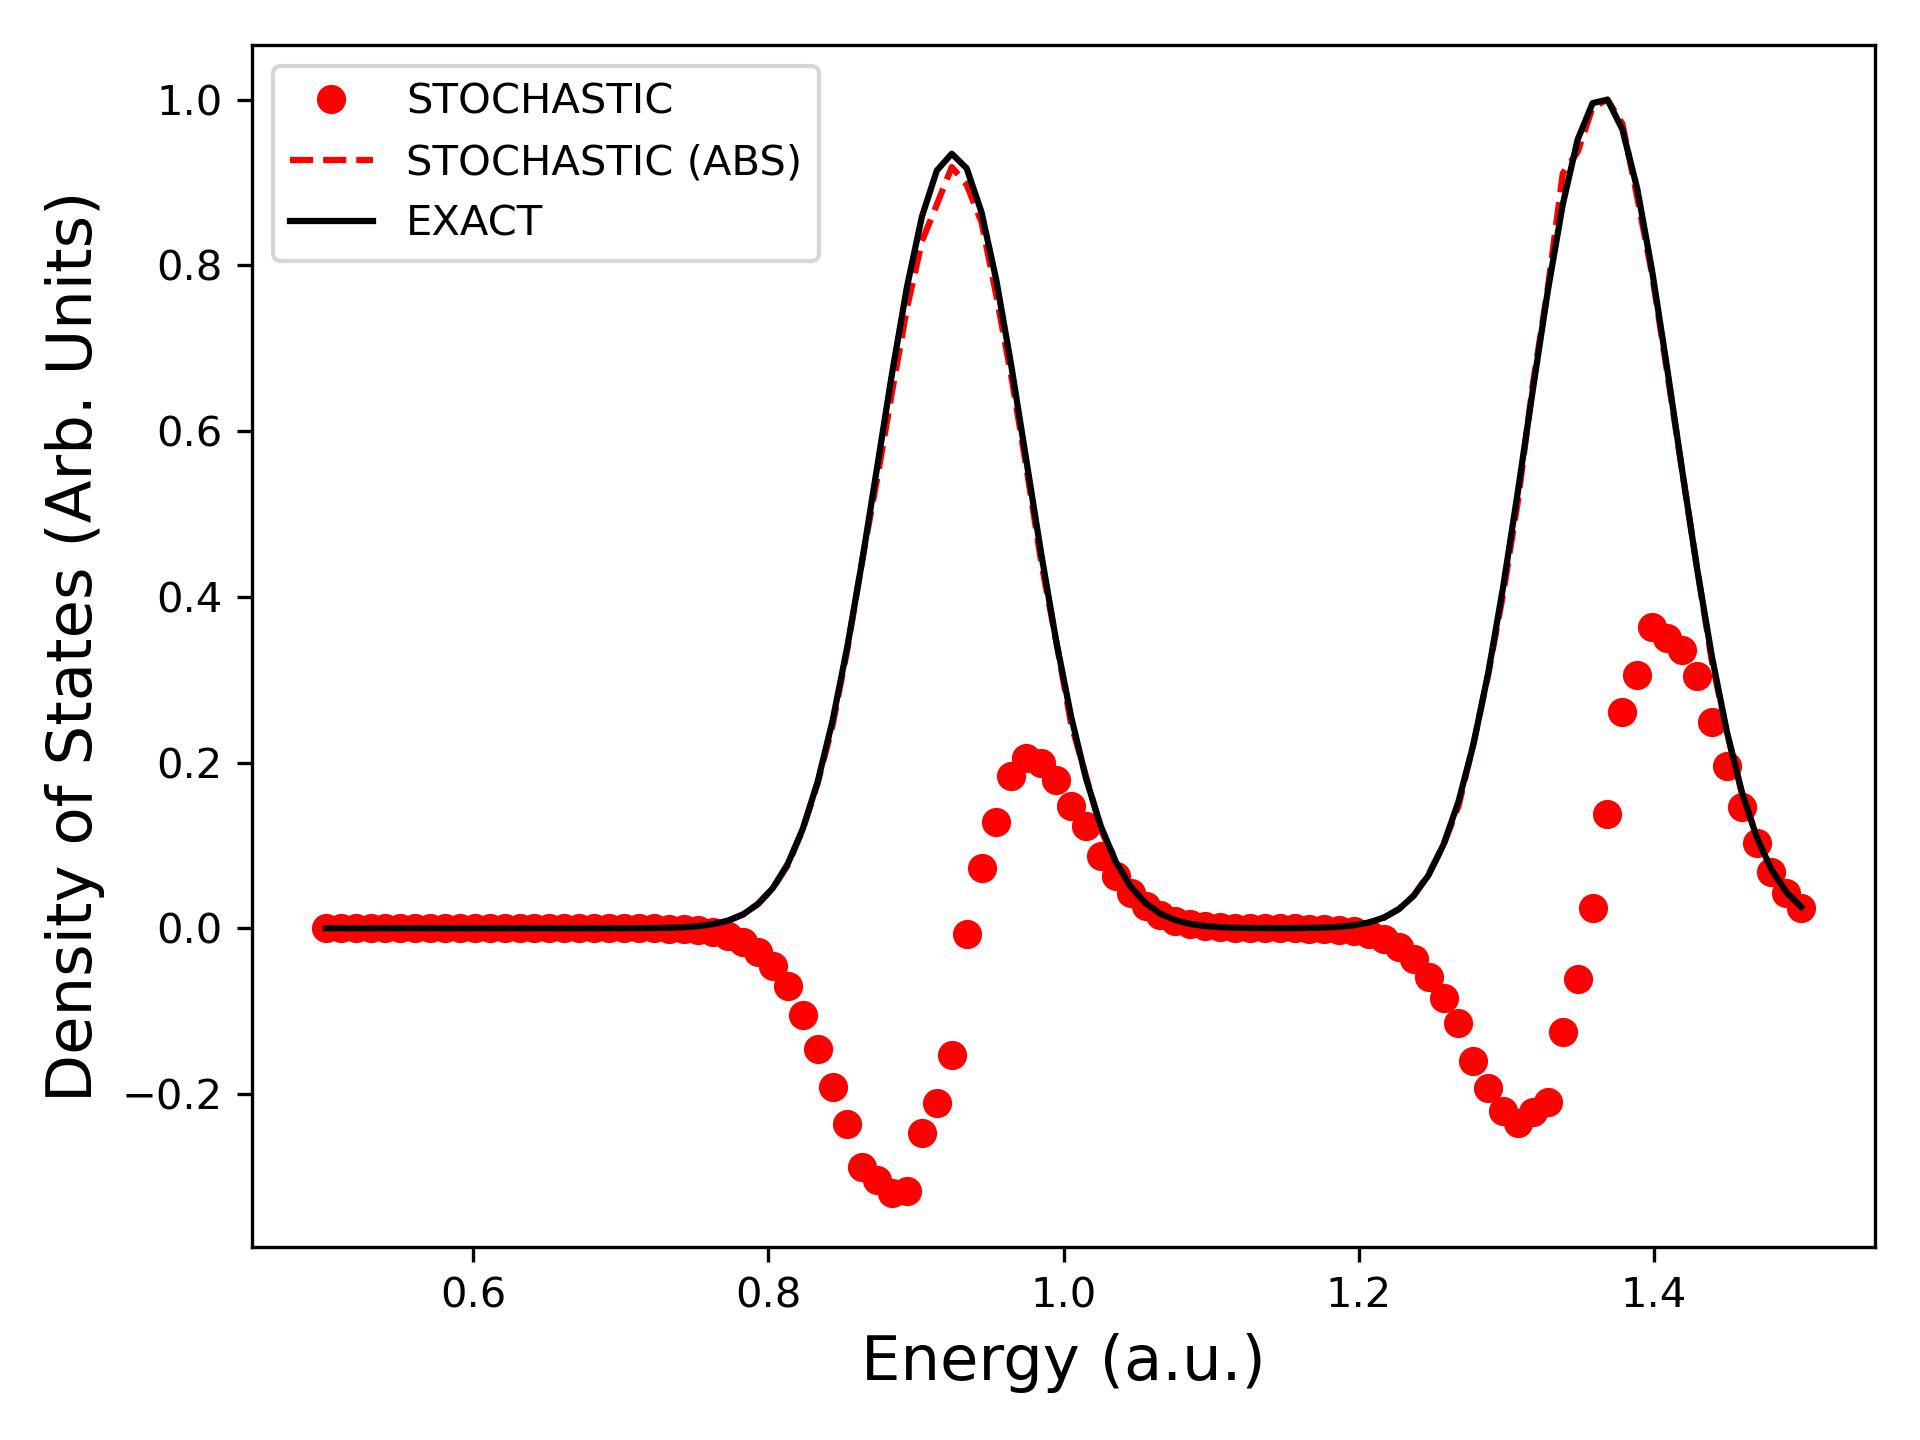 STOCHASTIC
STOCHASTIC (ABS)
EXACT
Density of States (Arb. Units)
1.0
0.8
0.6
0.4
0.2
0.0
−0.2
0.6
0.8
1.0
1.2
1.4
Energy (a.u.)